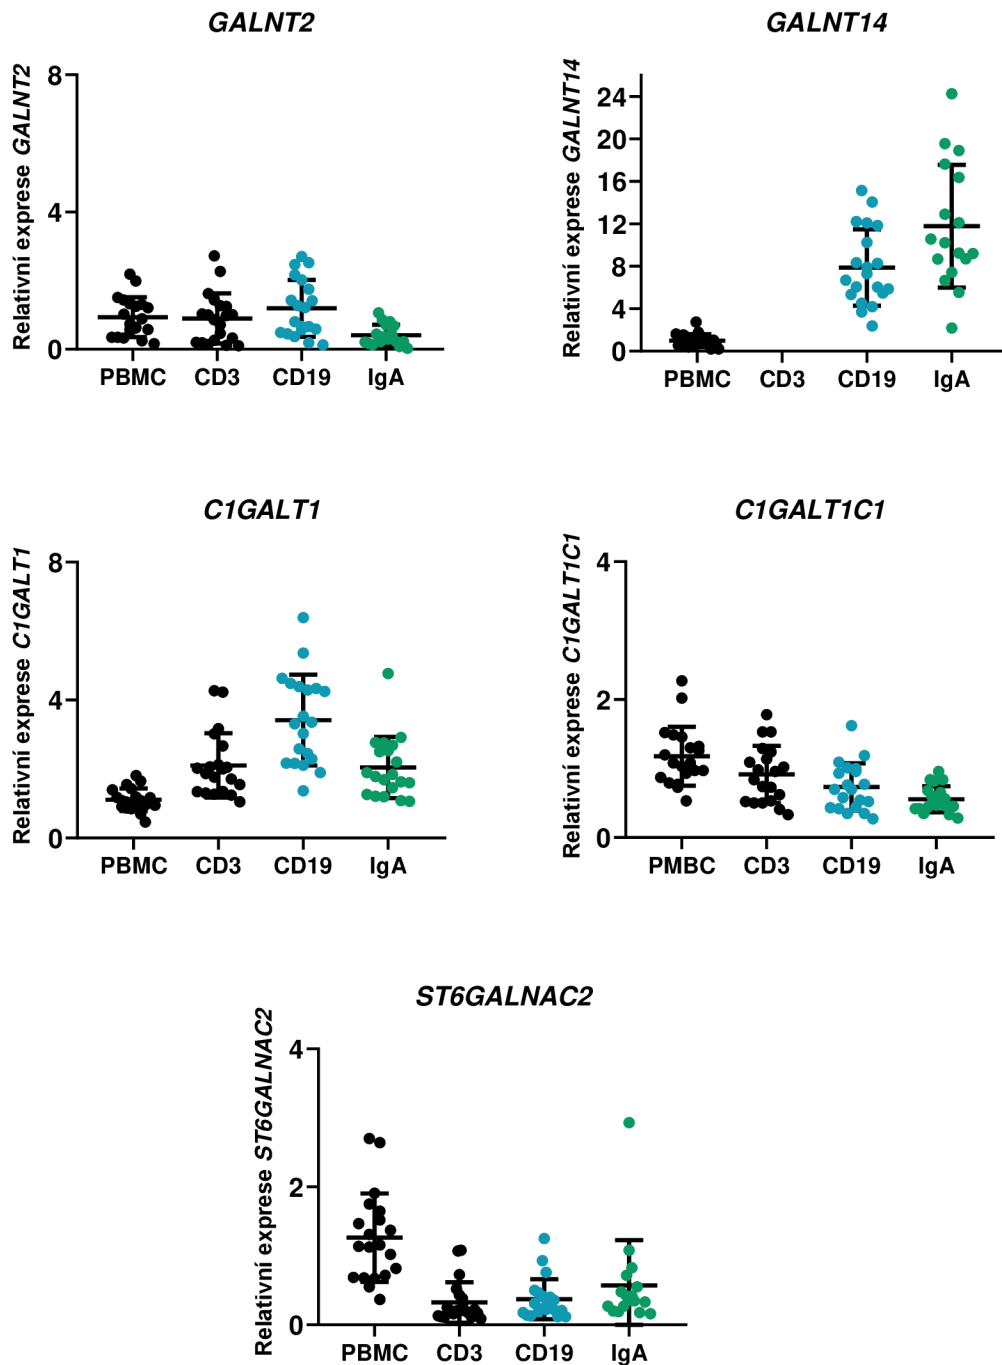 GALNT2
Relativní exprese GALNT2
8
4
0
PBMC CD3 CD19 IgA
GALNT14
Relativní exprese GALNT14
24
20
16
12
8
4
0
PBMC CD3 CD19 IgA
C1GALT1
Relativní exprese C1GALT1
8
4
0
PBMC CD3 CD19 IgA
C1GALT1C1
Relativní exprese C1GALT1C1
4
2
0
PMBC CD3 CD19 IgA
ST6GALNAC2
Relativní exprese ST6GALNAC2
4
2
0
PBMC CD3 CD19 IgA